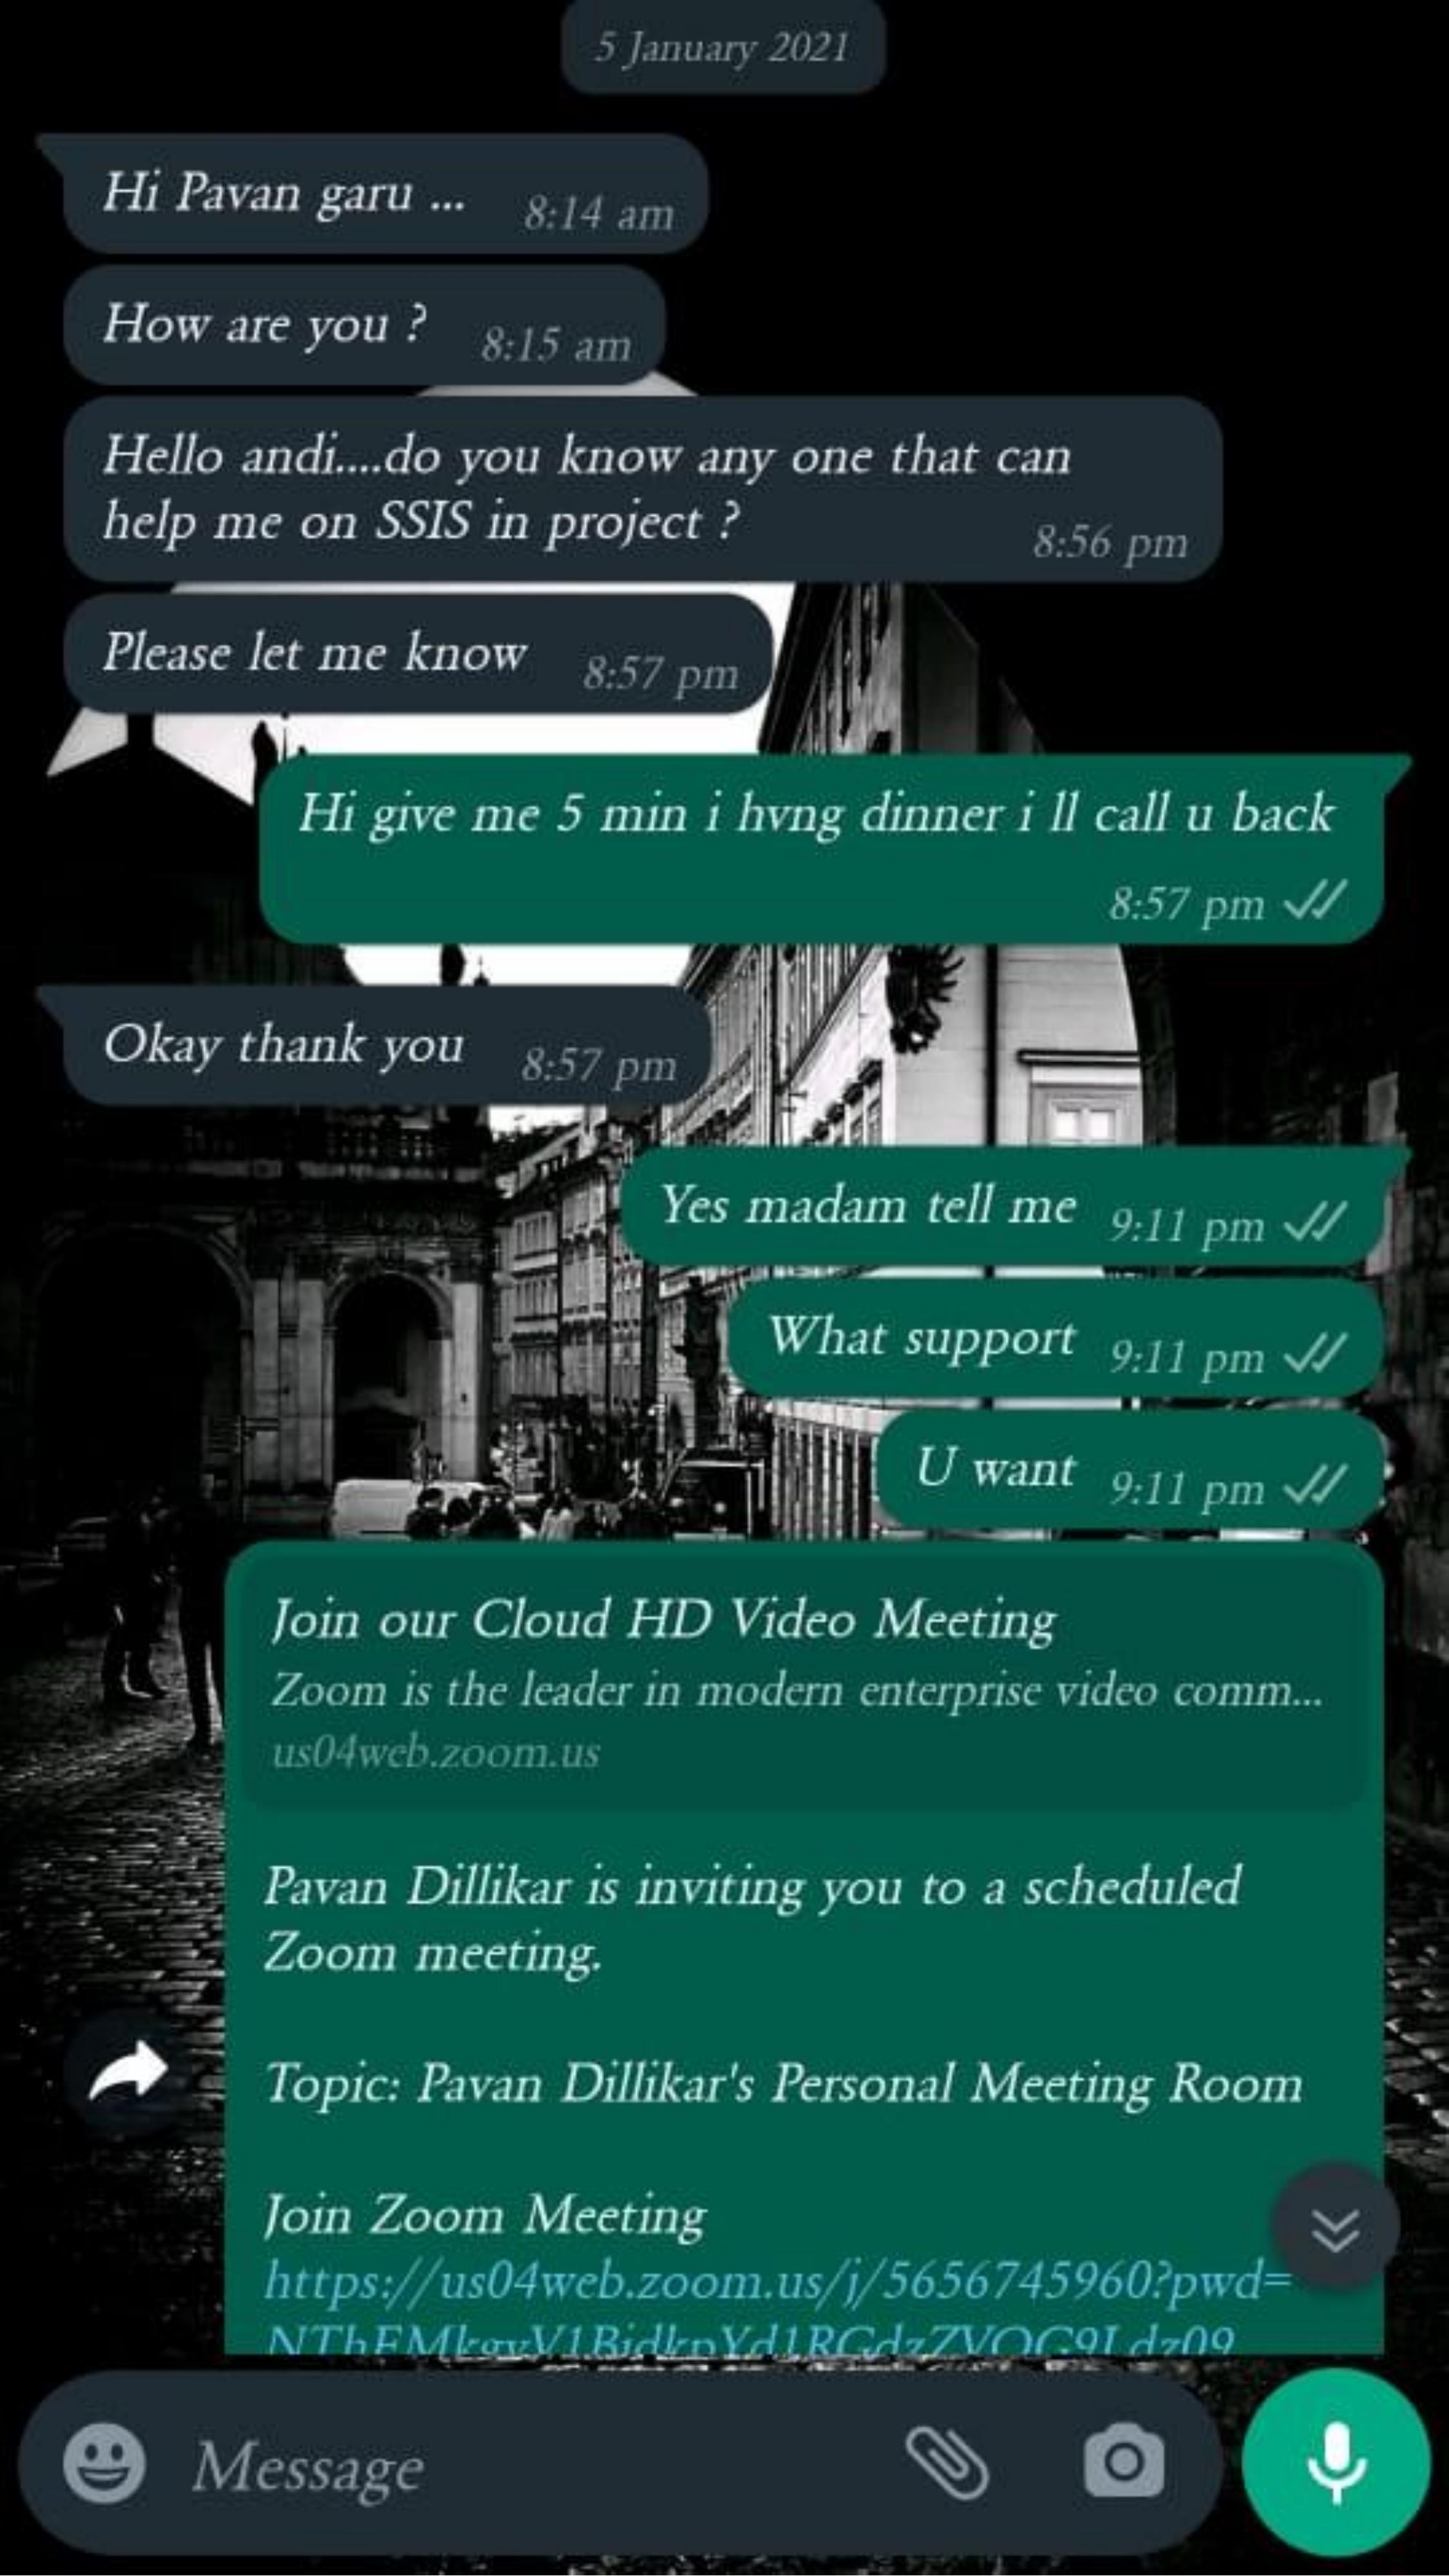 5 January 2021
Hi Pavan garu ... 8:14 am
How are you ? 8:15 am
Hello andi....do you know any one that can
help me on SSIS in project ? 8:56 pm
Please let me know 8:57 pm
Hi give me 5 min i hvng dinner i ll call u back
8:57 pm
Okay thank you 8:57 pm
Yes madam tell me 9:11 pm
What support 9:11 pm
U want 9:11 pm
Join our Cloud HD Video Meeting
Zoom is the leader in modern enterprise video comm...
us04web.zoom.us
Pavan Dillikar is inviting you to a scheduled
Zoom meeting.
Topic: Pavan Dillikar's Personal Meeting Room
Join Zoom Meeting
https://us04web.zoom.us/j/5656745960?pwd=
Message